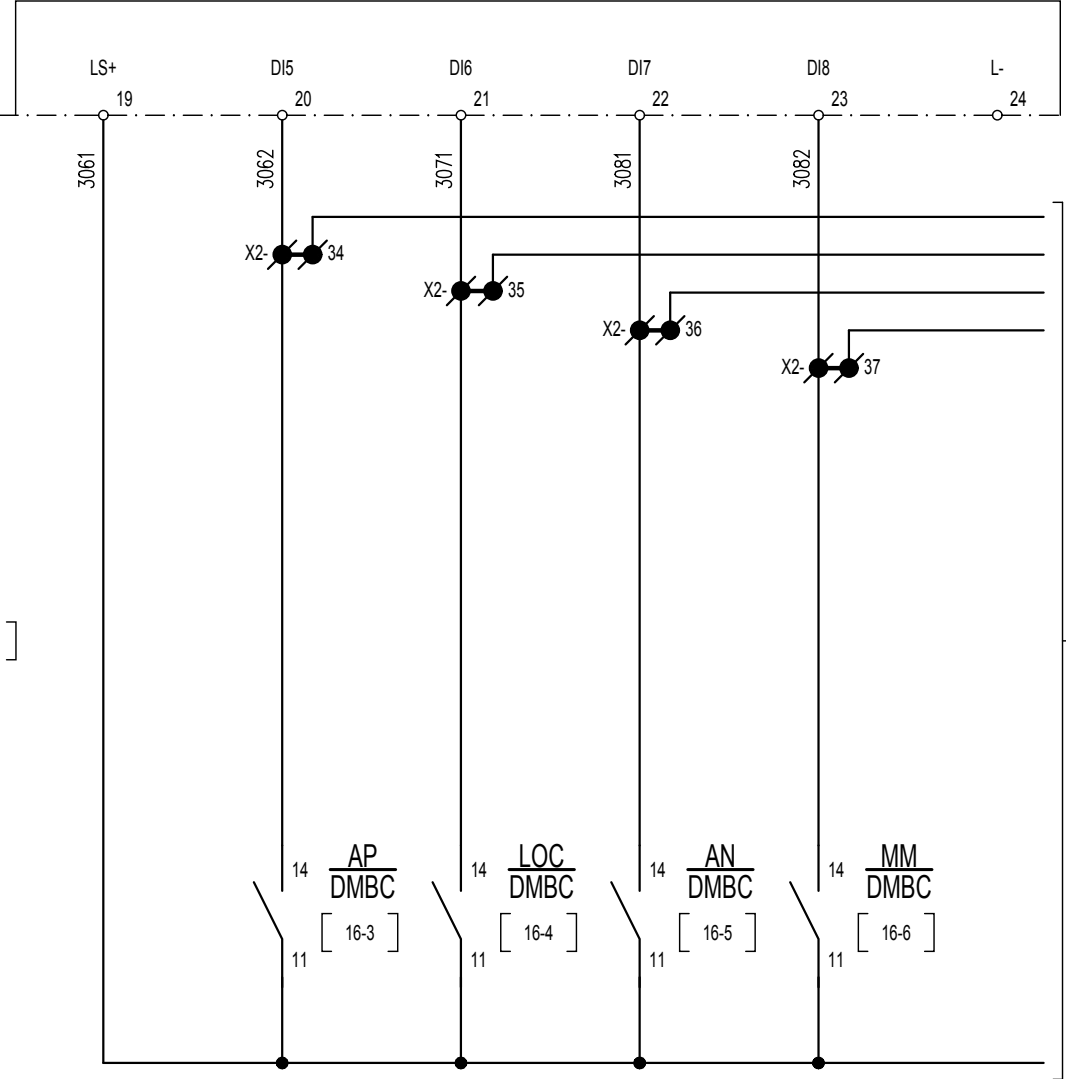 LS+ DI5 DI6 DI7 DI8 L-
19 20 21 22 23 24
3061 3062 3071 3081 3082
X2- 34
X2- 35
X2- 36
X2- 37
14 AP 14 LOC 14 AN 14 MM
DMBC DMBC DMBC DMBC
16-3 16-4 16-5 16-6
11 11 11 11